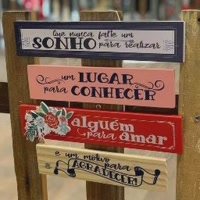 que nunca falte um
SONHO para realizar
um LUGAR
para CONHECER
alguém
para amar
e um motivo para
AGRADECER!